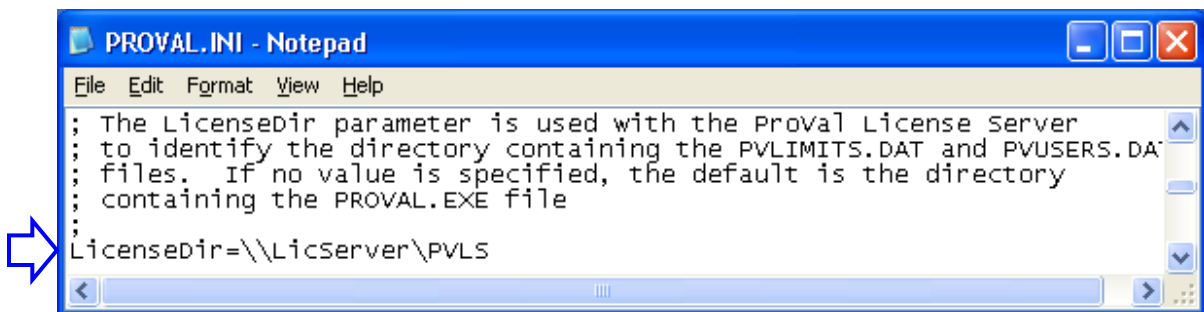 PROVAL.INI - Notepad
File Edit Format View Help
; The LicenseDir parameter is used with the ProVal License Server
; to identify the directory containing the PVLIMITS.DAT and PVUSERS.DA
; files.  If no value is specified, the default is the directory
; containing the PROVAL.EXE file
;
LicenseDir=\\LicServer\PVLS